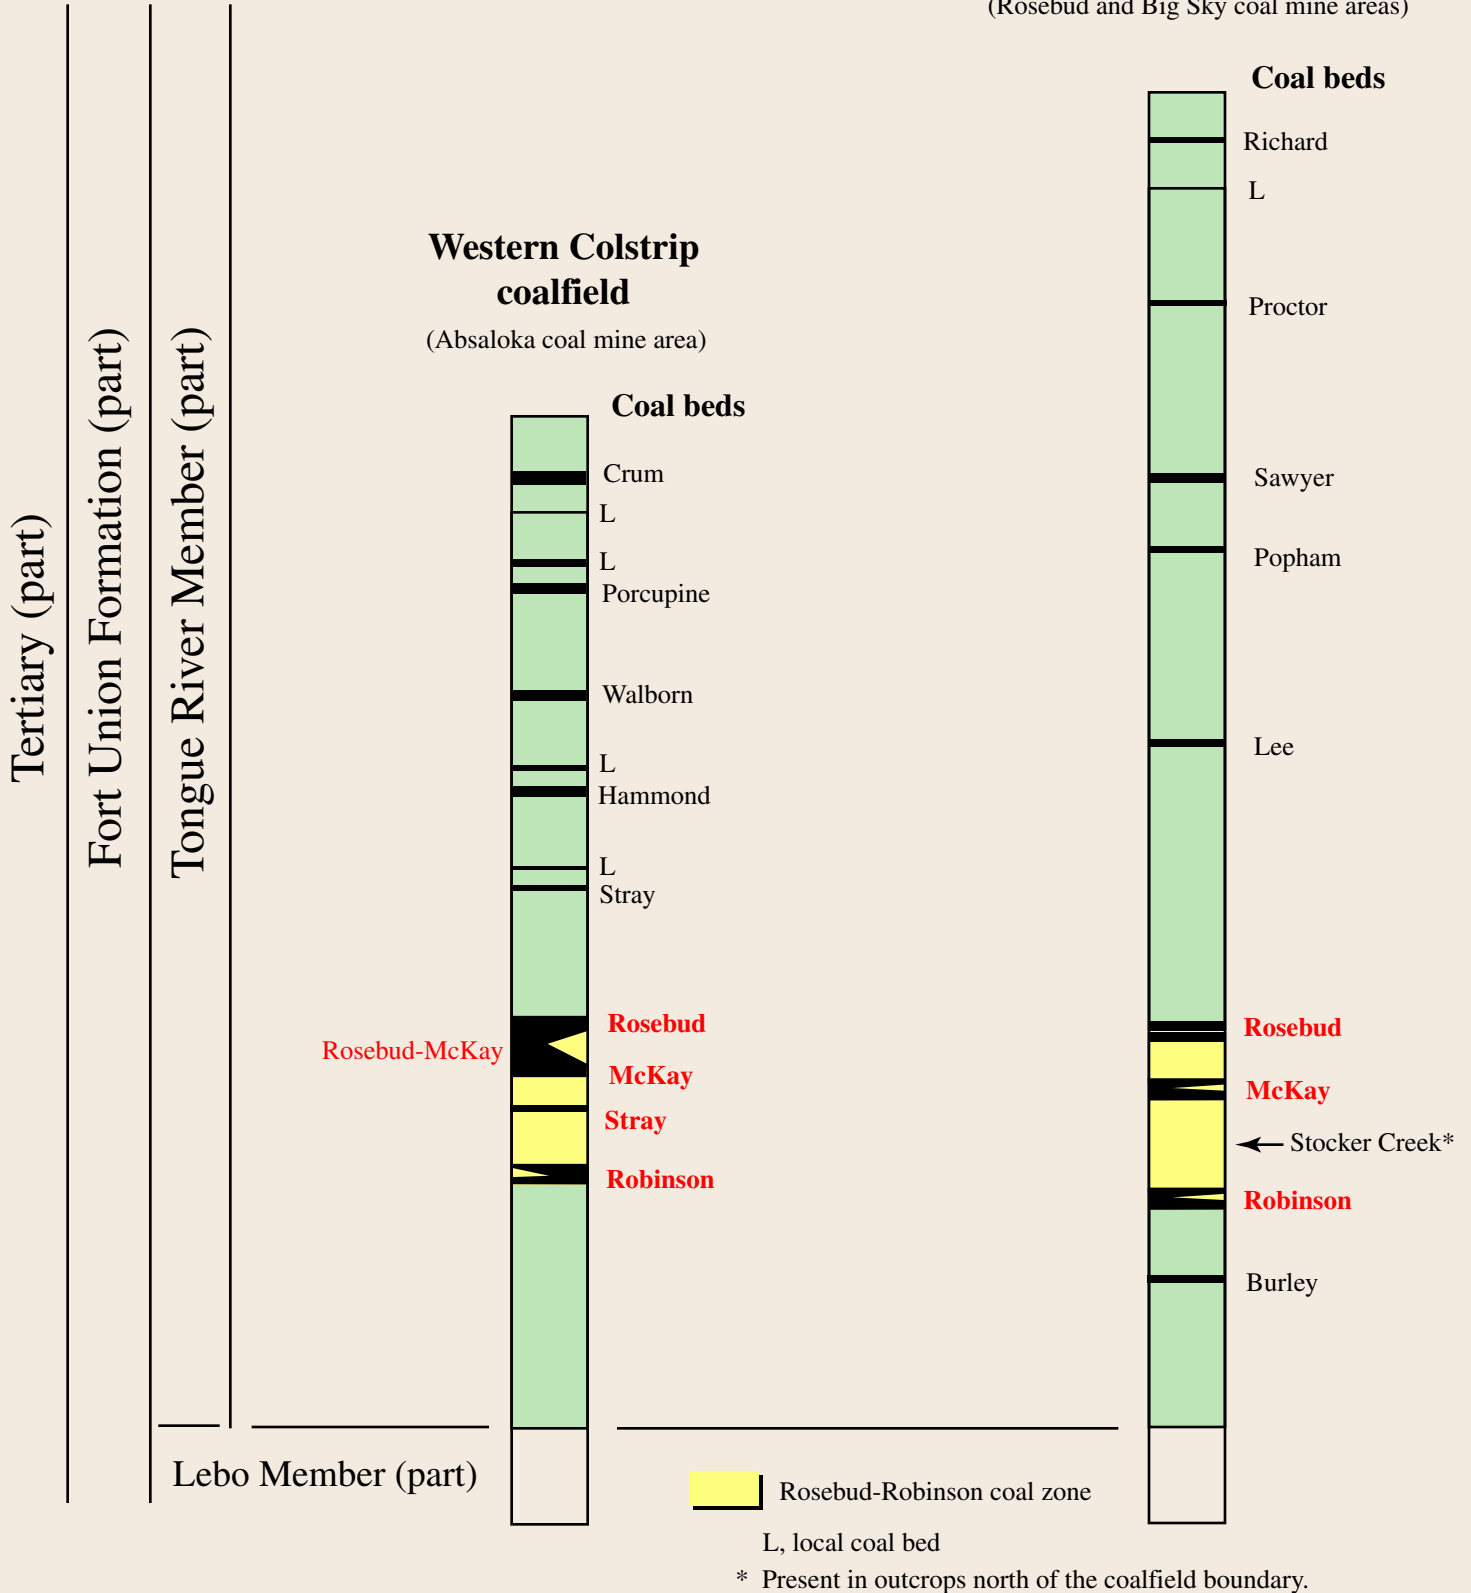 (Rosebud and Big Sky coal mine areas)
Coal beds
Richard
L
Proctor
Sawyer
Popham
Lee
Rosebud
McKay
Stocker Creek*
Robinson
Burley
Western Colstrip
coalfield
(Absaloka coal mine area)
Coal beds
Crum
L
L
Porcupine
Walborn
L
Hammond
L
Stray
Rosebud
Rosebud-McKay
McKay
Stray
Robinson
Tertiary (part)
Fort Union Formation (part)
Tongue River Member (part)
Lebo Member (part)
Rosebud-Robinson coal zone
L, local coal bed
* Present in outcrops north of the coalfield boundary.